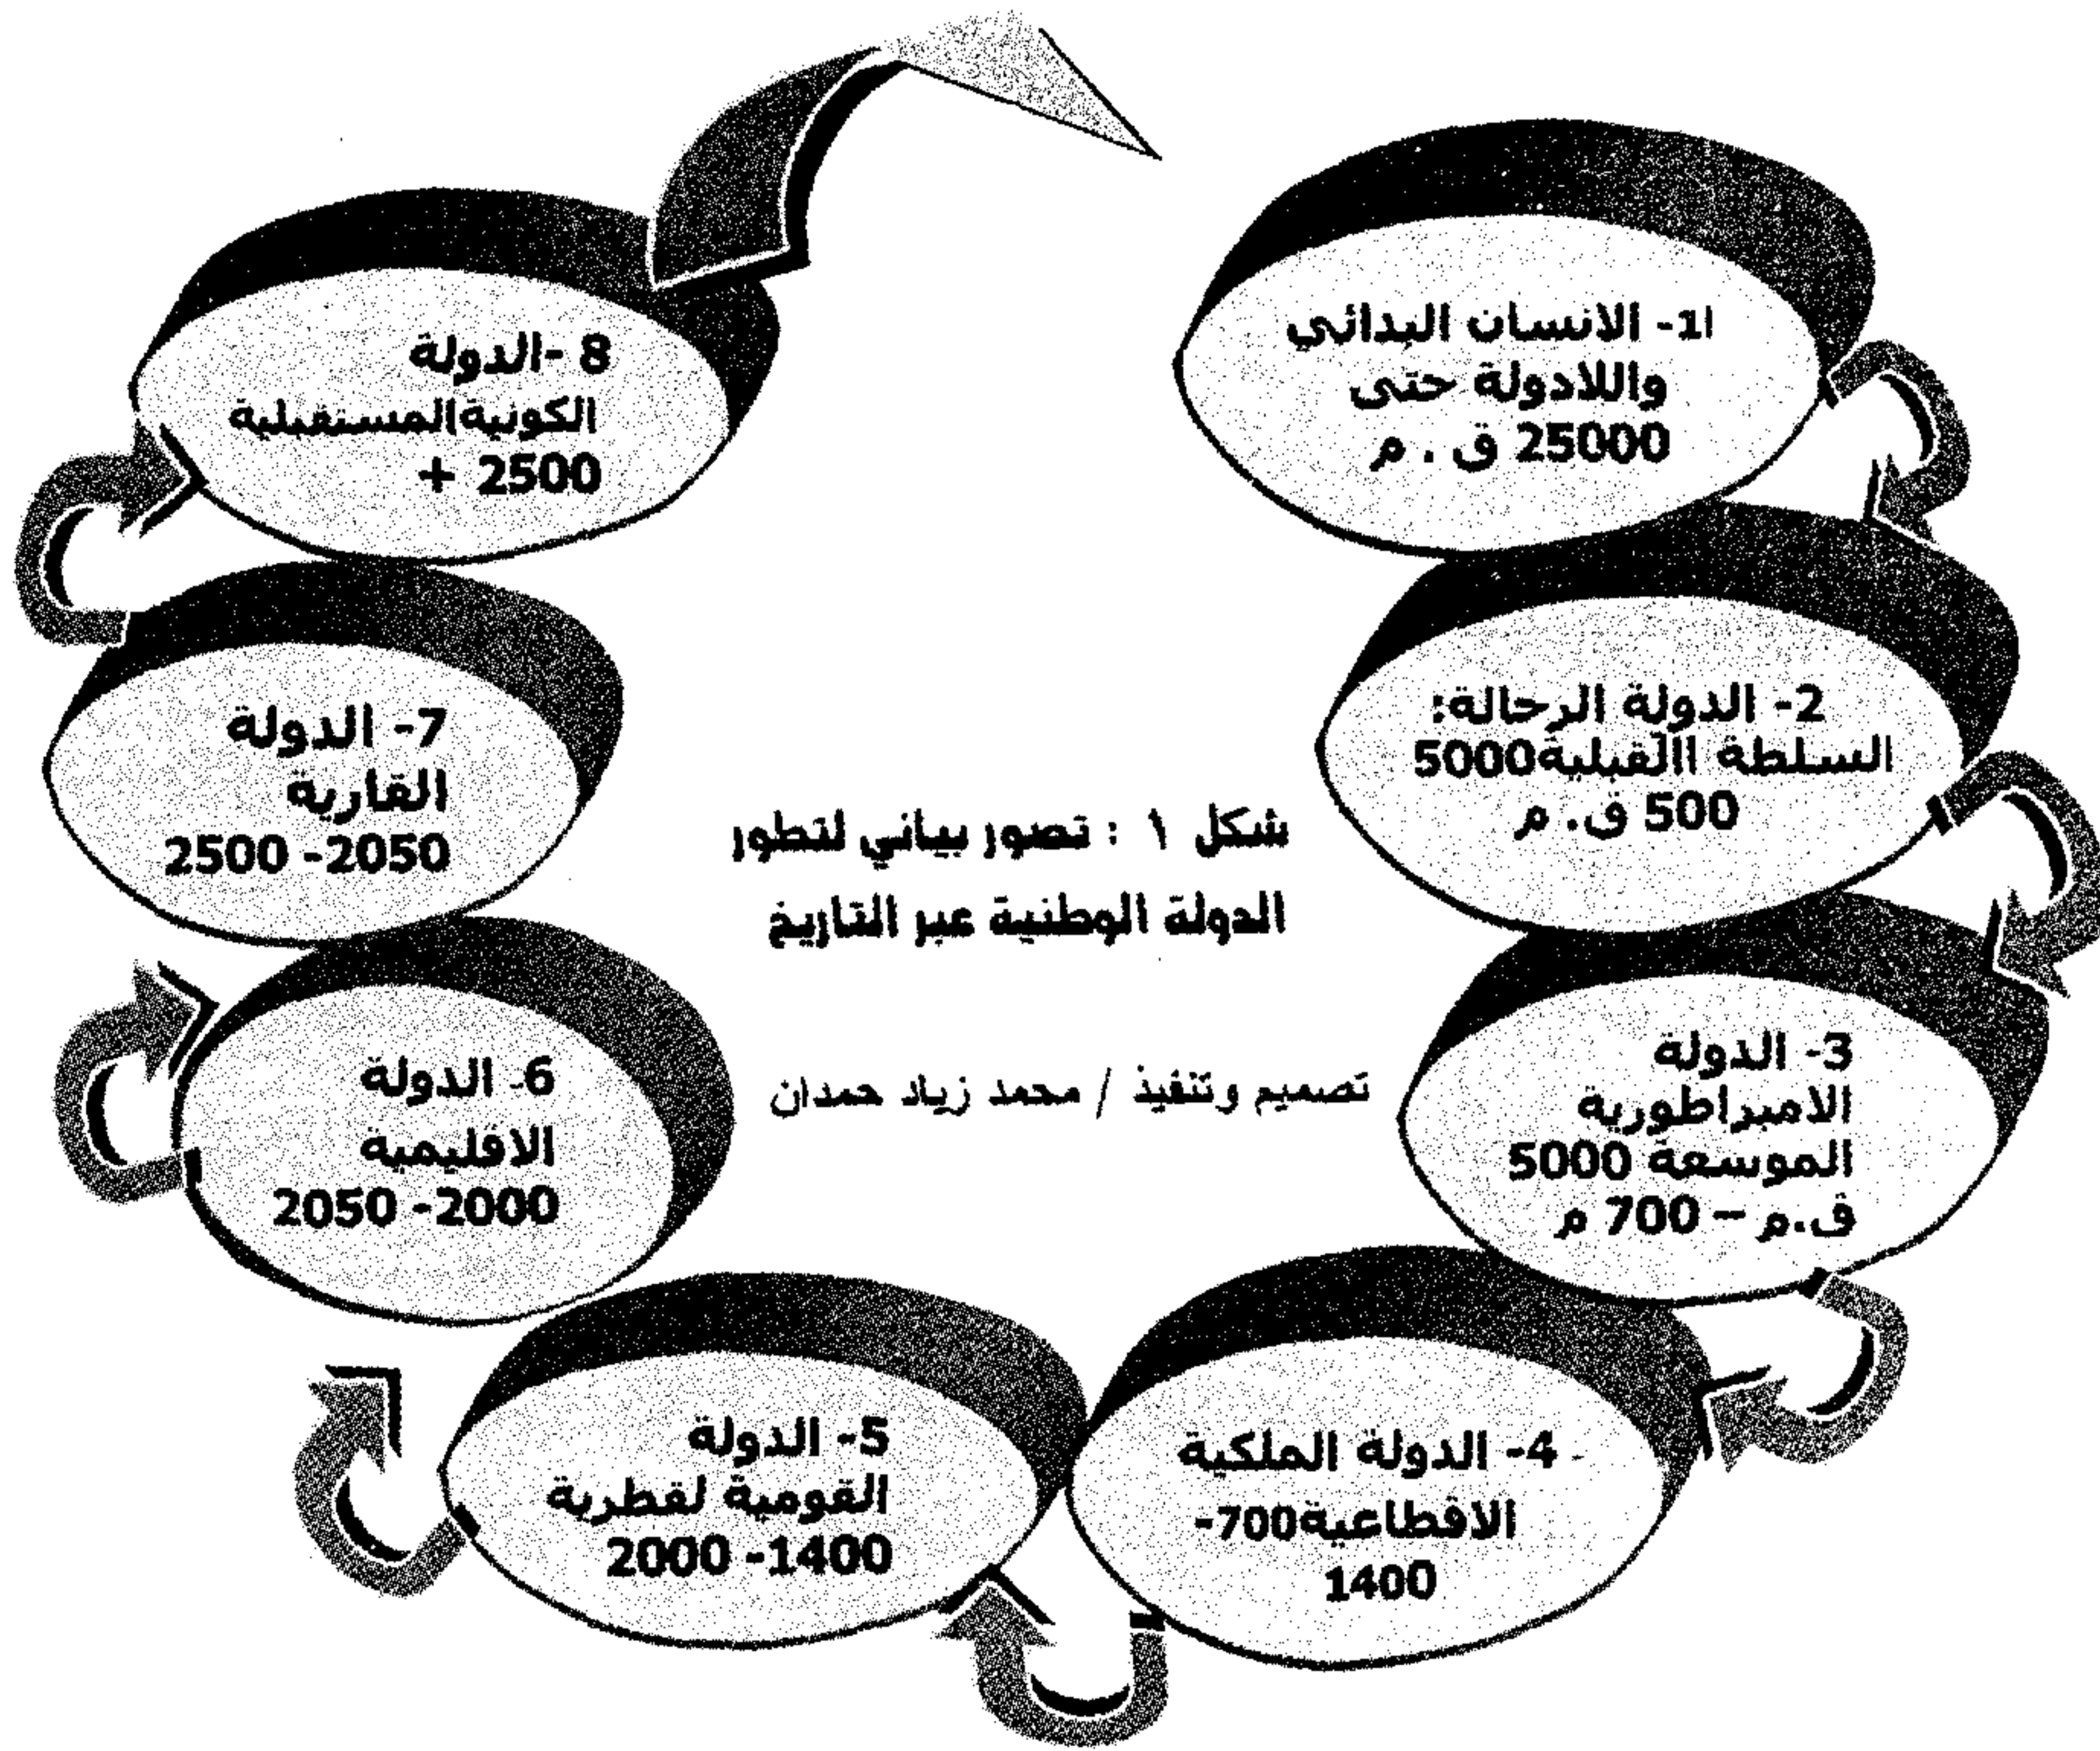 1- الانسان البدائي
واللادولة حتى
25000 ق . م
2- الدولة الرحالة:
السلطة االقبلية5000
500 ق. م
3- الدولة
الامبراطورية
الموسعة 5000
ق.م – 700 م
4- الدولة الملكية
الاقطاعية700-
1400
5- الدولة
القومية لقطرية
1400- 2000
6- الدولة
الاقليمية
2000- 2050
7- الدولة
القارية
2050- 2500
8 -الدولة
الكونيةالمستقبلية
2500 +
شكل ١ : تصور بياني لتطور
الدولة الوطنية عبر التاريخ
تصميم وتنفيذ / محمد زياد حمدان